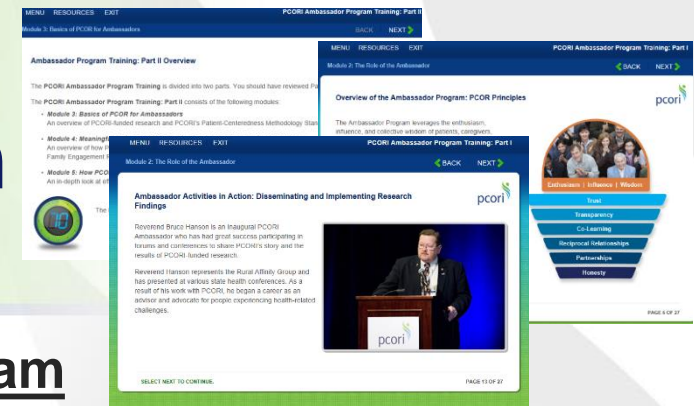 MENU RESOURCES EXIT
PCORI Ambassador Program Training: Part II
Module 3: Basics of PCOR for Ambassadors
BACK NEXT
Ambassador Program Training: Part II Overview
The PCORI Ambassador Program Training is divided into two parts. You should have reviewed
The PCORI Ambassador Program Training: Part II consists of the following modules:
• Module 3: Basics of PCOR for Ambassadors
An overview of PCORI-funded research and PCORI's Patient-Centeredness Methodology
• Module 4:
An overview of how
Family Engagement
• Module 5: How
An in-depth look at
The
MENU RESOURCES EXIT
PCORI Ambassador Program Training: Part I
Module 2: The Role of the Ambassador
BACK NEXT
Overview of the Ambassador Program: PCOR Principles
pcori
The Ambassador Program leverages the enthusiasm,
influence, and collective wisdom of patients, caregivers,
Enthusiasm | Influence | Wisdom
Trust
Transparency
Co-Learning
Reciprocal Relationships
Partnerships
Honesty
PAGE 6 OF 27
MENU RESOURCES EXIT
PCORI Ambassador Program Training: Part I
Module 2: The Role of the Ambassador
BACK NEXT
Ambassador Activities in Action: Disseminating and Implementing Research
Findings
pcori
Reverend Bruce Hanson is an inaugural PCORI
Ambassador who has had great success participating in
forums and conferences to share PCORI's story and the
results of PCORI-funded research.
Reverend Hanson represents the Rural Affinity Group and
has presented at various state health conferences. As a
result of his work with PCORI, he began a career as an
advisor and advocate for people experiencing health-related
challenges.
pcori
SELECT NEXT TO CONTINUE.
PAGE 13 OF 27
am